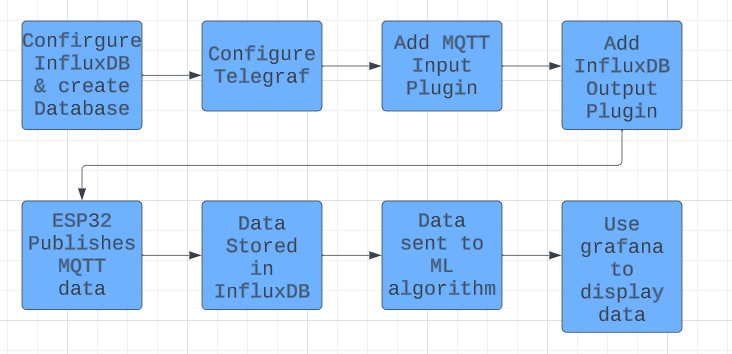 Confirgure
InfluxDB
& create
Database
Configure
Telegraf
Add MQTT
Input
Plugin
Add
InfluxDB
Output
Plugin
ESP32
Publishes
MQTT
data
Data
Stored
in
InfluxDB
Data
sent to
ML
algorithm
Use
grafana
to
display
data